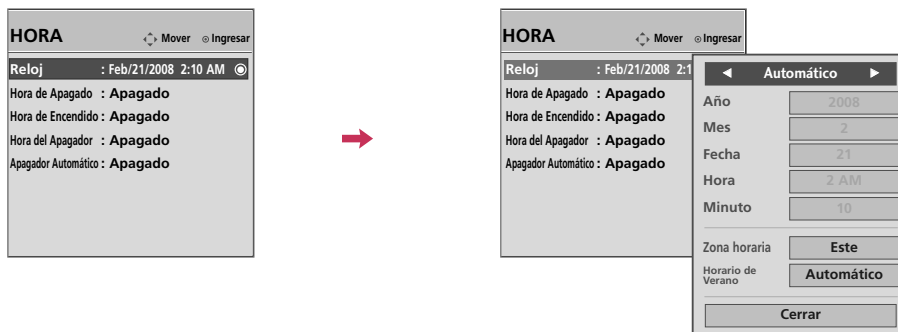 HORA Mover Ingresar
Reloj : Feb/21/2008 2:10 AM
Hora de Apagado : Apagado
Hora de Encendido : Apagado
Hora del Apagador : Apagado
Apagador Automático : Apagado
HORA Mover Ingresar
Reloj : Feb/21/2008 2:1
Hora de Apagado : Apagado
Hora de Encendido : Apagado
Hora del Apagador : Apagado
Apagador Automático : Apagado
◀ Automático ▶
Año 2008
Mes 2
Fecha 21
Hora 2 AM
Minuto 10
Zona horaria Este
Horario de
Verano Automático
Cerrar